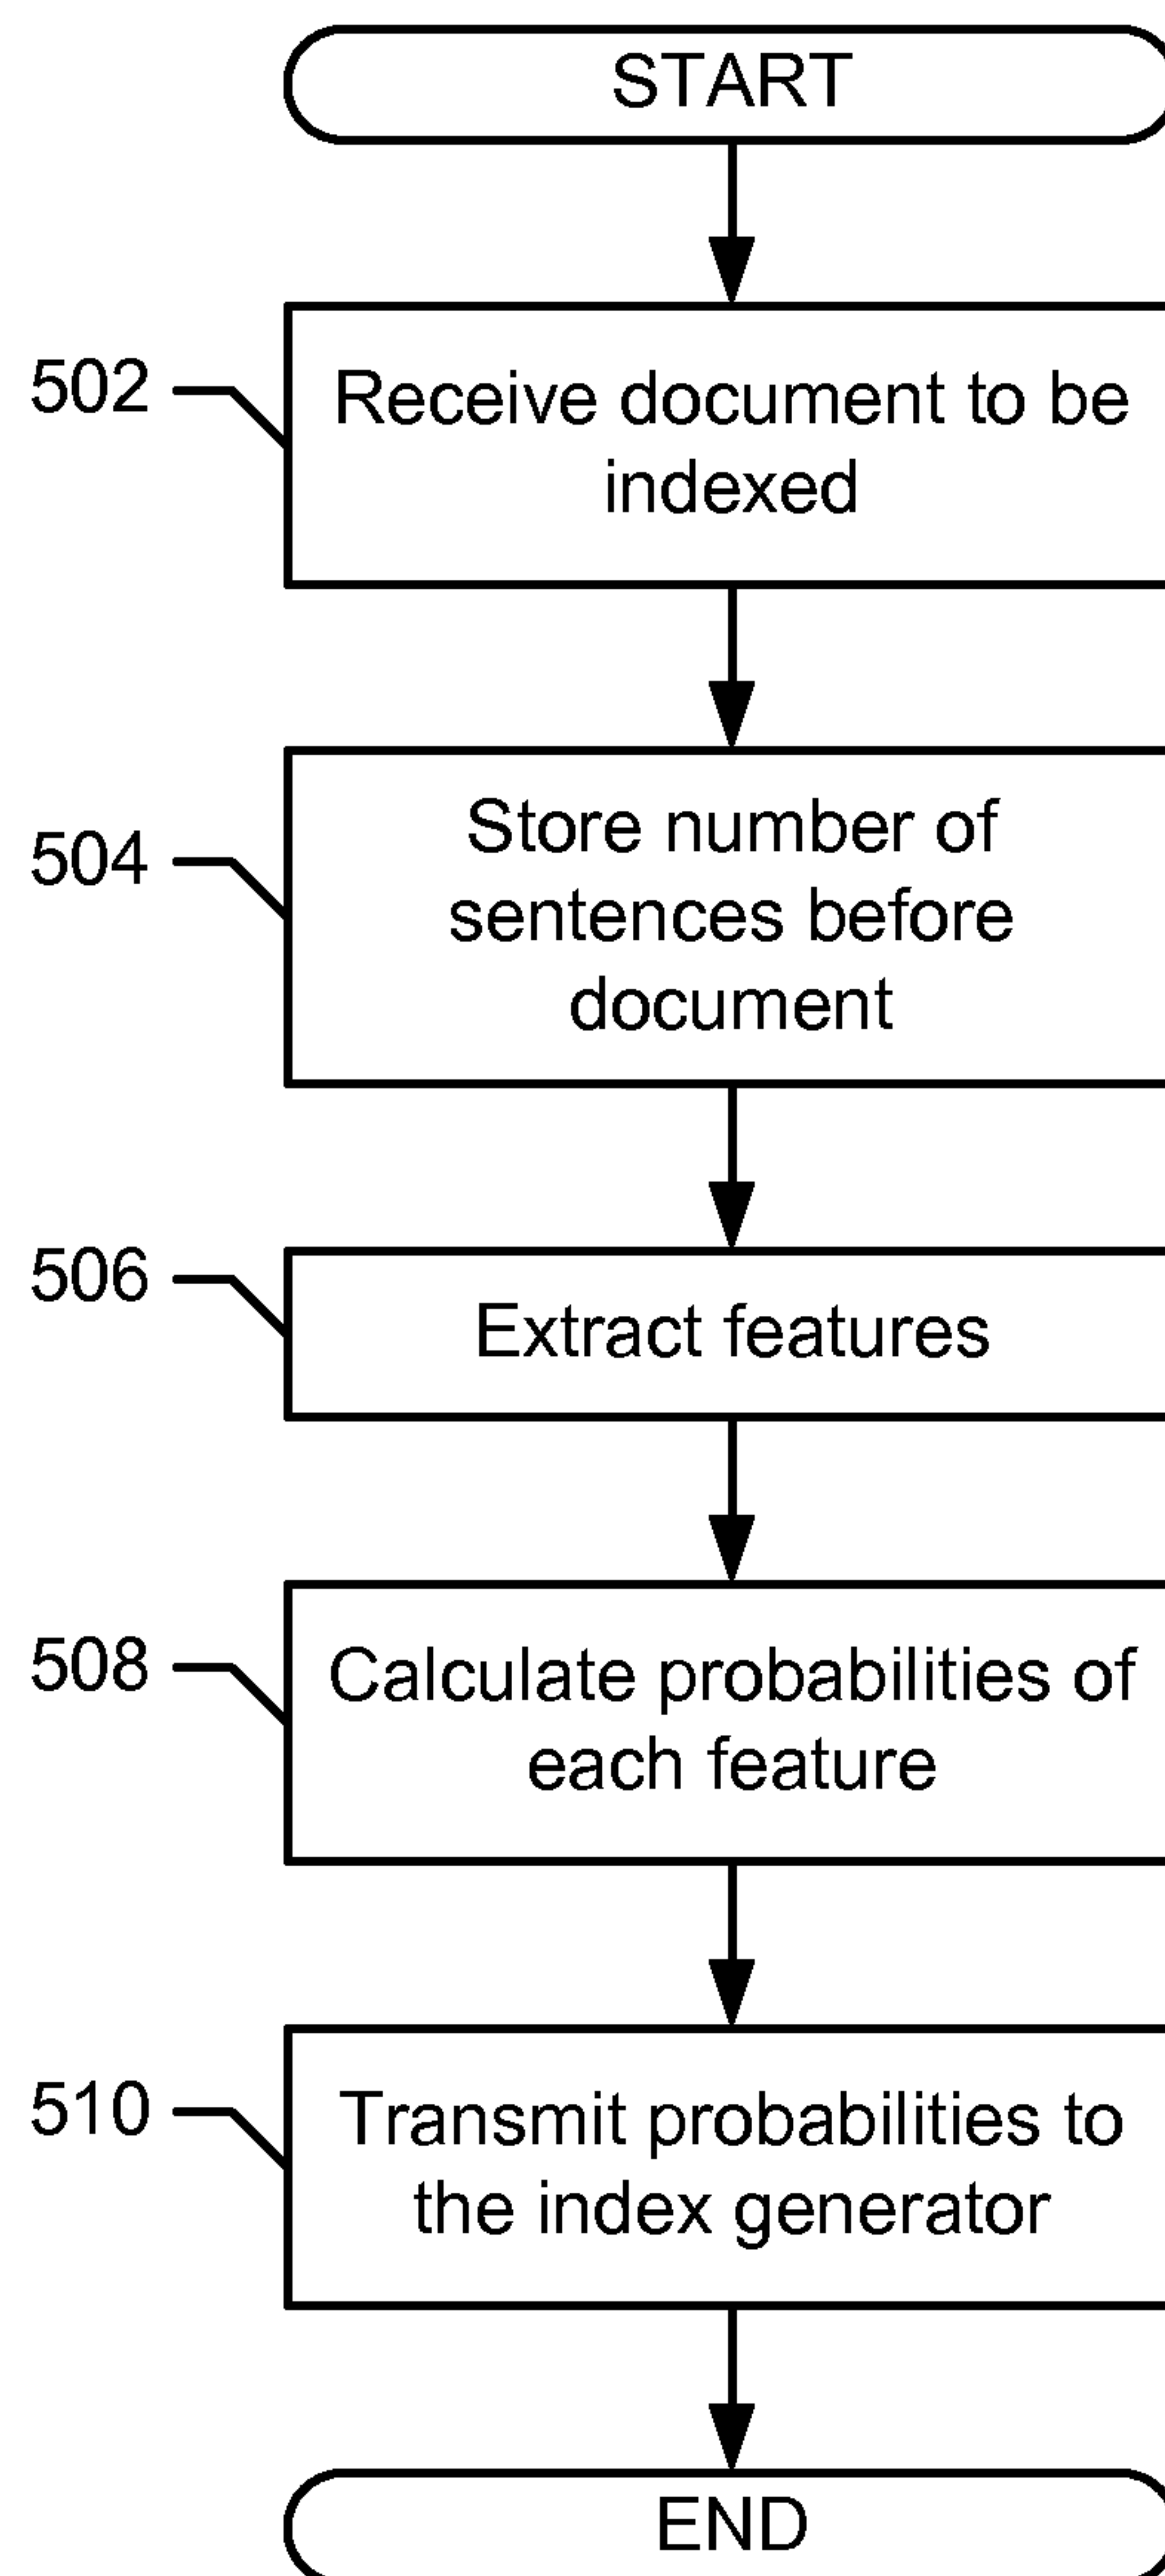 START
502
Receive document to be
indexed
504
Store number of
sentences before
document
506
Extract features
508
Calculate probabilities of
each feature
510
Transmit probabilities to
the index generator
END